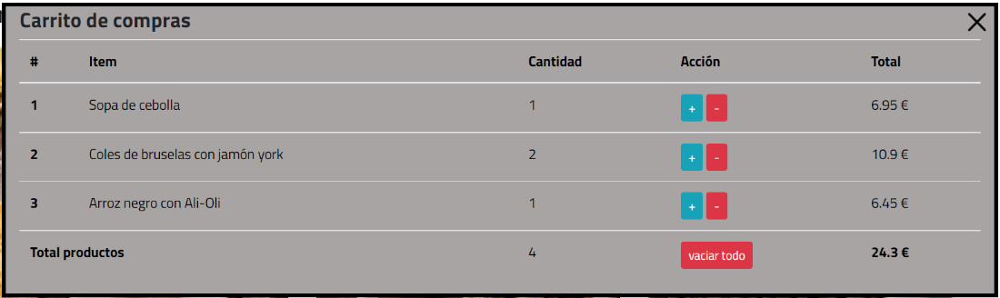 Carrito de compras
# Item Cantidad Acción Total
1 Sopa de cebolla 1 + - 6.95 €
2 Coles de bruselas con jamón york 2 + - 10.9 €
3 Arroz negro con Ali-Oli 1 + - 6.45 €
Total productos 4 vaciar todo 24.3 €